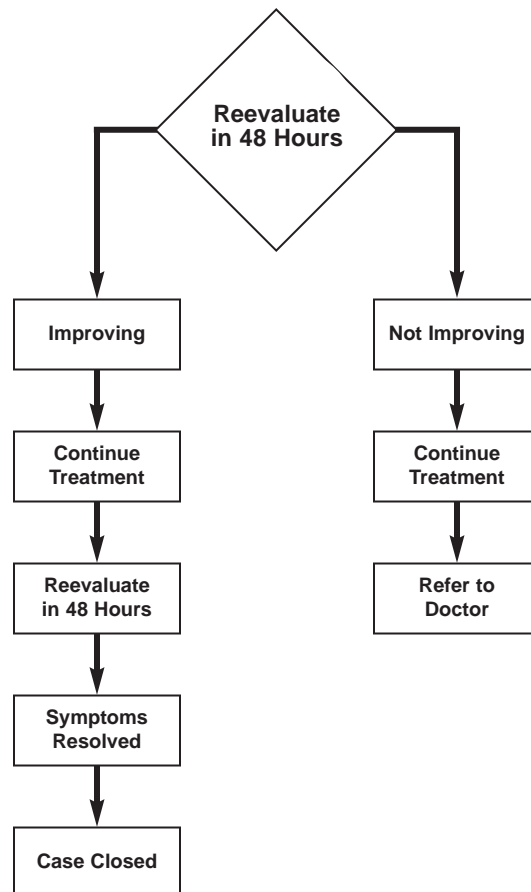 Reevaluate
in 48 Hours
Improving
Not Improving
Continue
Treatment
Continue
Treatment
Reevaluate
in 48 Hours
Refer to
Doctor
Symptoms
Resolved
Case Closed